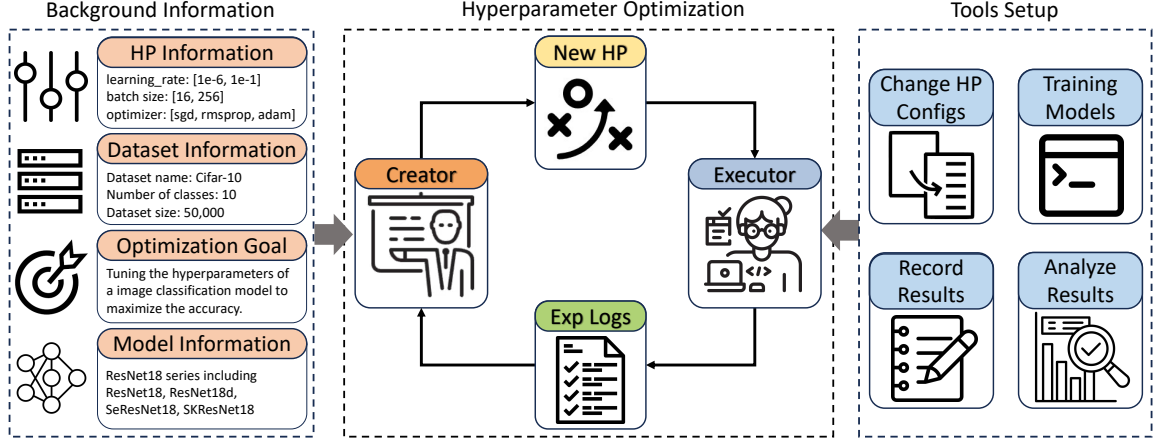 Background Information
HP Information
learning_rate: [1e-6, 1e-1]
batch size: [16, 256]
optimizer: [sgd, rmsprop, adam]
Dataset Information
Dataset name: Cifar-10
Number of classes: 10
Dataset size: 50,000
Optimization Goal
Tuning the hyperparameters of
a image classification model to
maximize the accuracy.
Model Information
ResNet18 series including
ResNet18, ResNet18d,
SeResNet18, SKResNet18
Hyperparameter Optimization
New HP
Creator
Executor
</>
Exp Logs
Tools Setup
Change HP
Configs
Training
Models
Record
Results
Analyze
Results